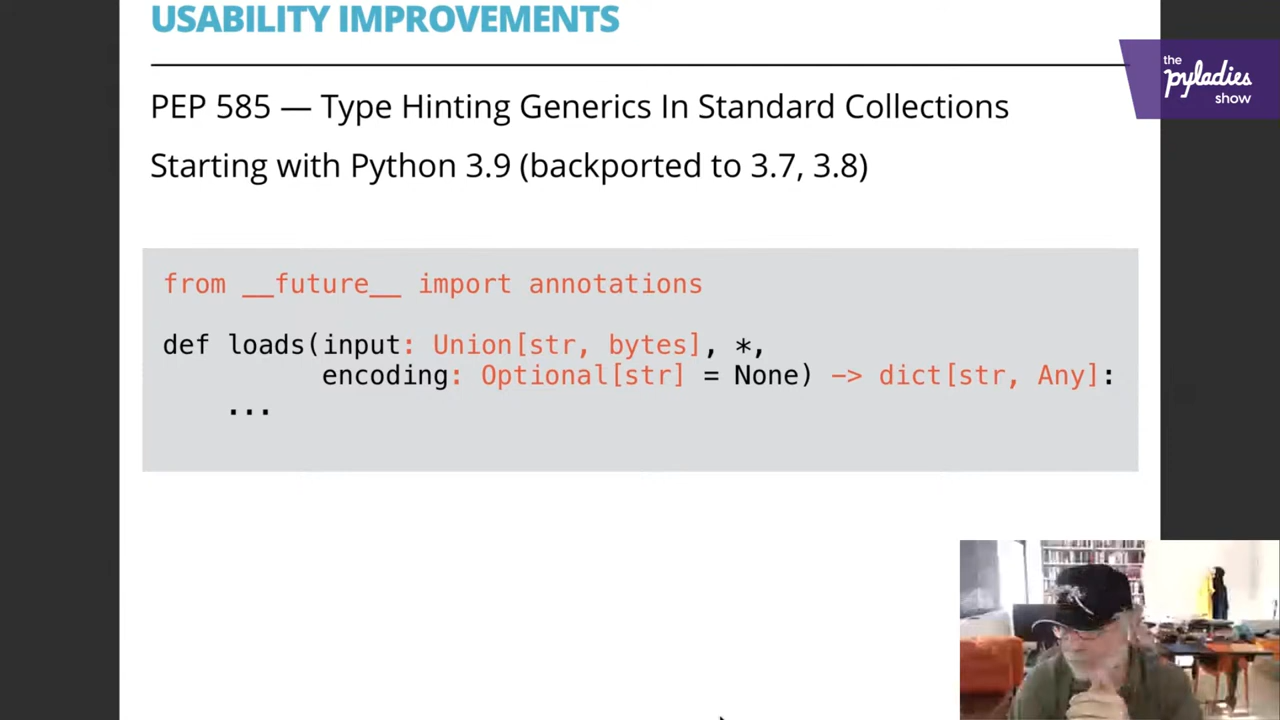 USABILITY IMPROVEMENTS
the
pyladies
show
PEP 585 — Type Hinting Generics In Standard Collections
Starting with Python 3.9 (backported to 3.7, 3.8)
from __future__ import annotations
def loads(input: Union[str, bytes], *,
encoding: Optional[str] = None) -> dict[str, Any]:
...